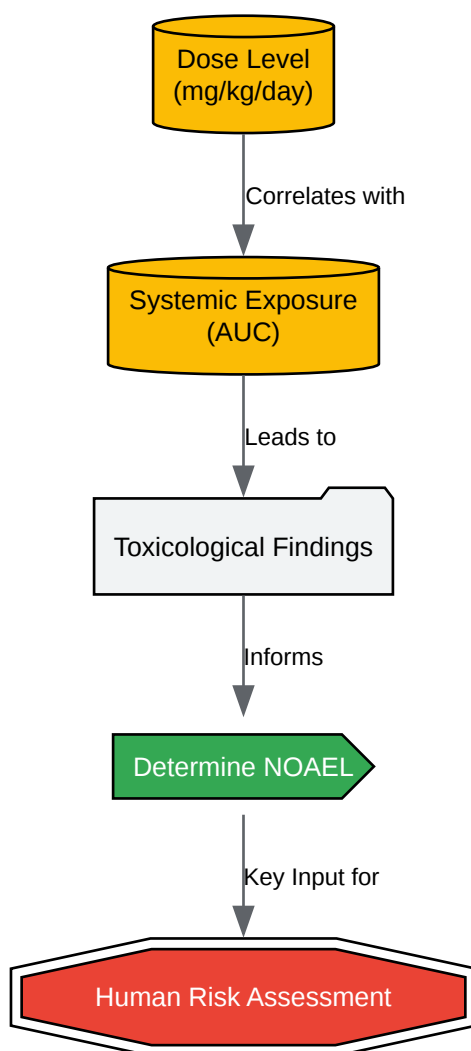 Dose Level
(mg/kg/day)
Correlates with
Systemic Exposure
(AUC)
Leads to
Toxicological Findings
Informs
Determine NOAEL
Key Input for
Human Risk Assessment